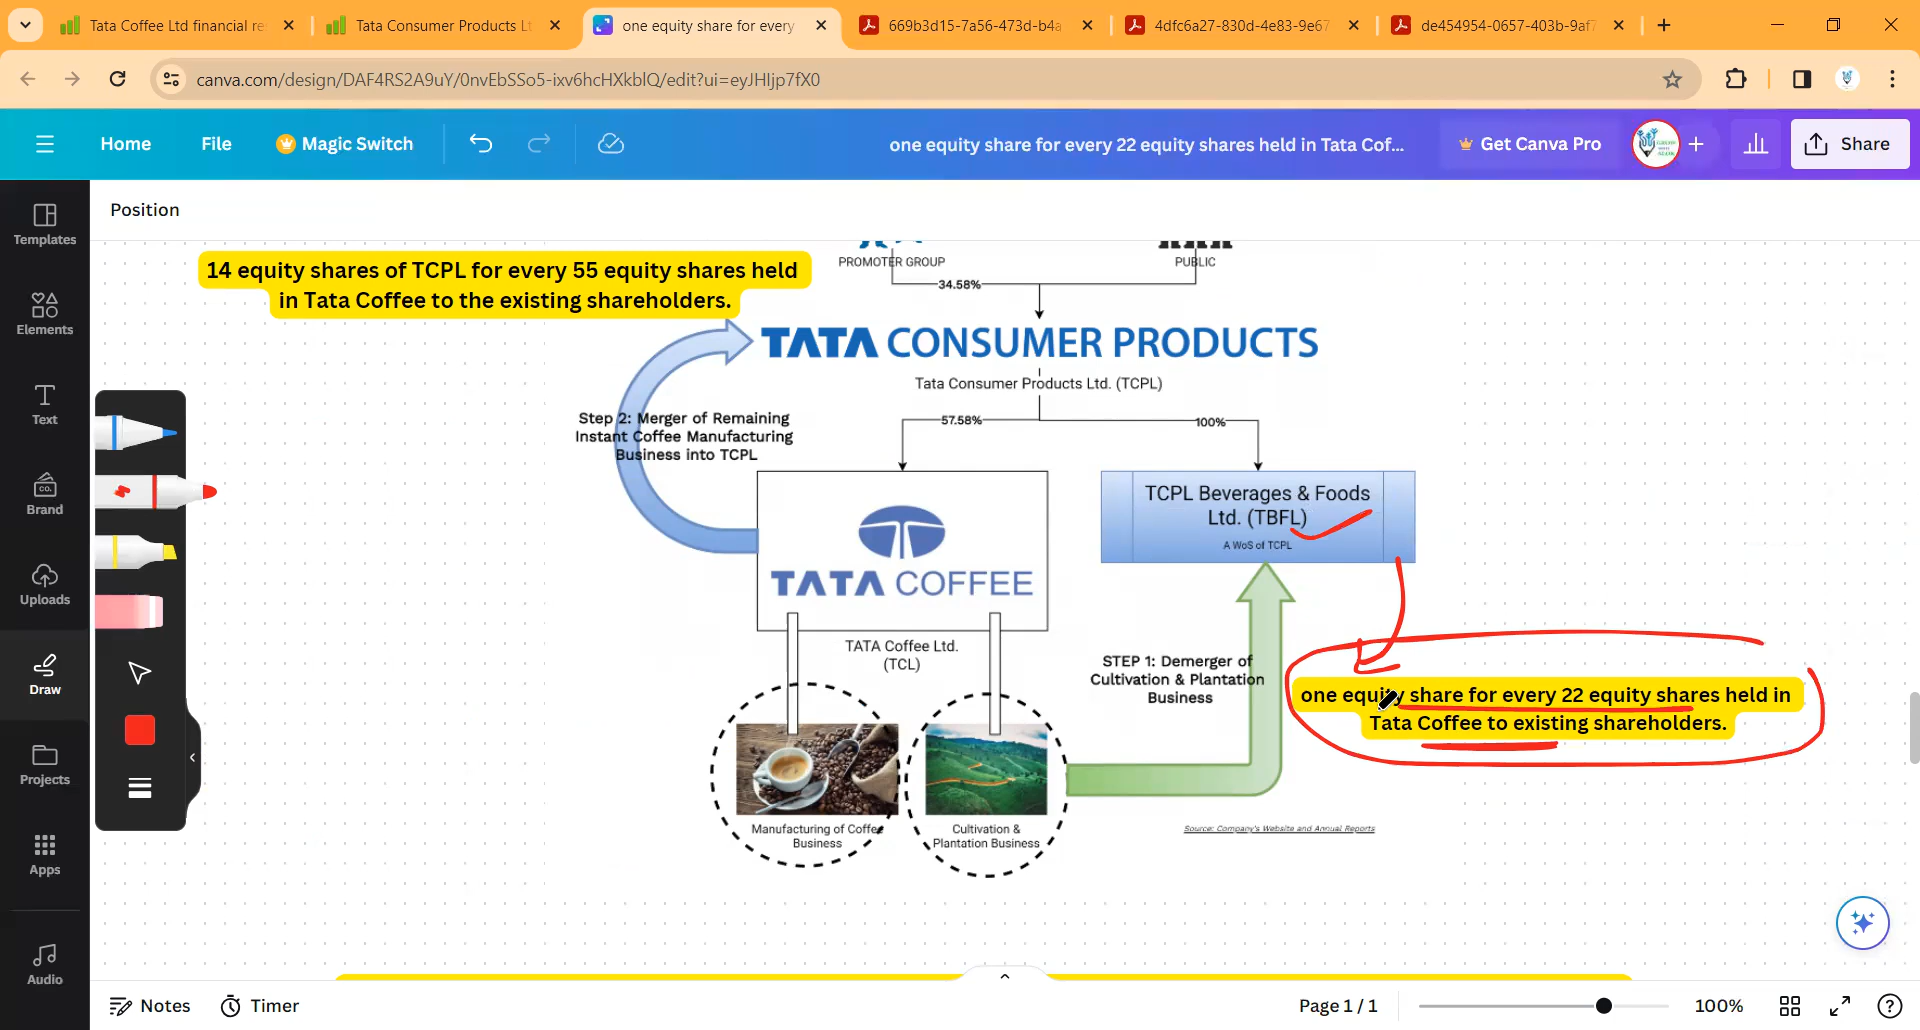 Tata Coffee Ltd financial re
Tata Consumer Products Lt
one equity share for every
669b3d15-7a56-473d-b4a
4dfc6a27-830d-4e83-9e67
de454954-0657-403b-9af7
canva.com/design/DAF4RS2A9uY/0nvEbSSo5-ixv6hcHXkblQ/edit?ui=eyJHIjp7fX0
Home
File
Magic Switch
one equity share for every 22 equity shares held in Tata Cof...
Get Canva Pro
Share
Templates
Elements
Text
Brand
Uploads
Draw
Projects
Apps
Audio
Position
14 equity shares of TCPL for every 55 equity shares held
in Tata Coffee to the existing shareholders.
PROMOTER GROUP
PUBLIC
34.58%
TATA CONSUMER PRODUCTS
Tata Consumer Products Ltd. (TCPL)
57.58%
100%
Step 2: Merger of Remaining
Instant Coffee Manufacturing
Business into TCPL
TCPL Beverages & Foods
Ltd. (TBFL)
A WoS of TCPL
TATA COFFEE
TATA Coffee Ltd.
(TCL)
STEP 1: Demerger of
Cultivation & Plantation
Business
one equity share for every 22 equity shares held in
Tata Coffee to existing shareholders.
Manufacturing of Coffee
Business
Cultivation &
Plantation Business
Source: Company's Website and Annual Reports
Notes
Timer
Page 1 / 1
100%